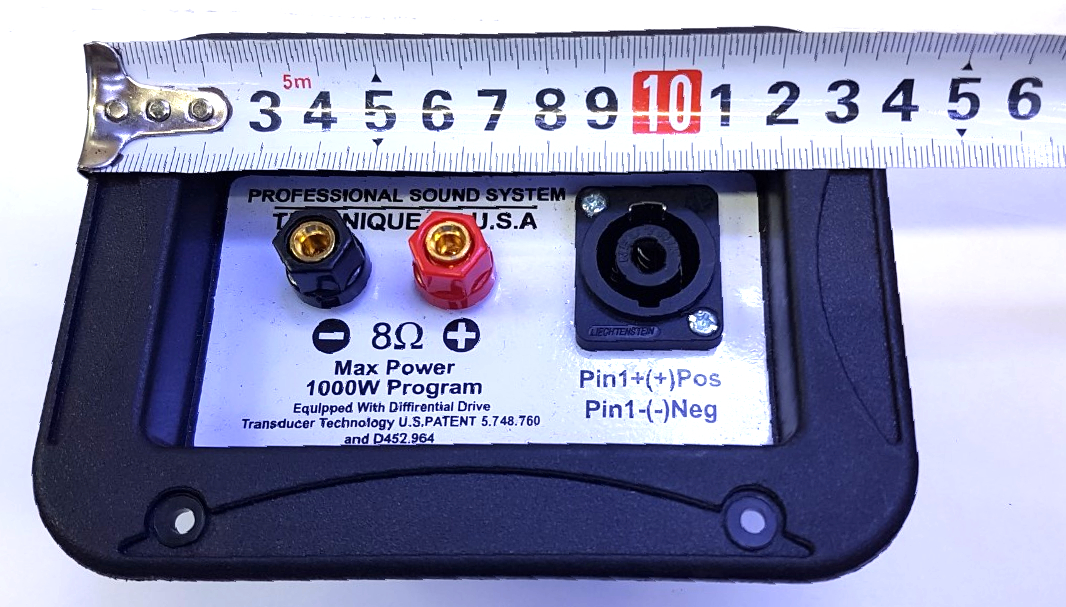 5m
3 4 5 6 7 8 9 10 1 2 3 4 5 6
PROFESSIONAL SOUND SYSTEM
U.S.A
8Ω
Max Power
1000W Program
Equipped With Diffirential Drive
Transducer Technology U.S.PATENT 5.748.760
and D452.964
LIECHTENSTEIN
Pin1+(+)Pos
Pin1-(-)Neg